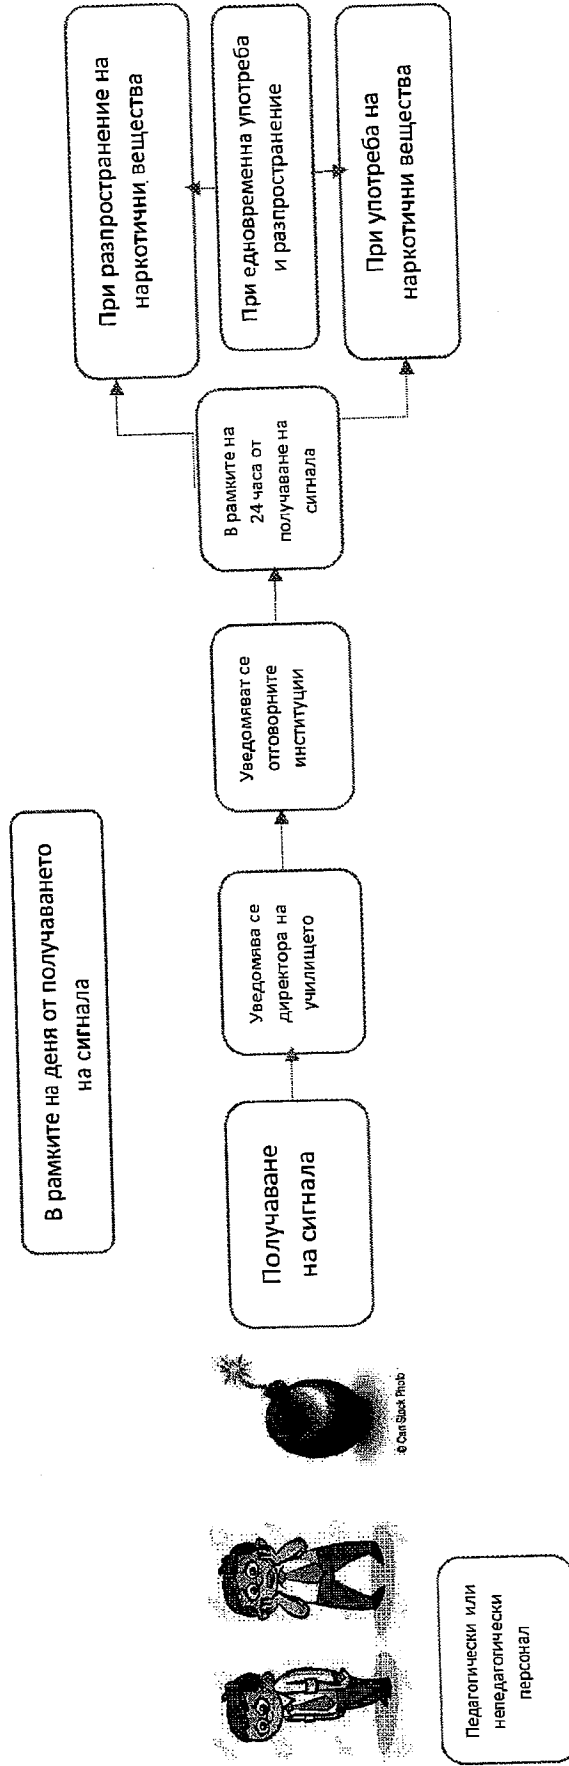 В рамките на деня от получаването
на сигнала
Педагогически или
непедагогически
персонал
© Can Stock Photo
Получаване
на сигнала
Уведомява се
директора на
училището
Уведомяват се
отговорните
институции
В рамките на
24 часа от
получаване на
сигнала
При разпространение на
наркотични вещества
При едновременна употреба
и разпространение
При употреба на
наркотични вещества